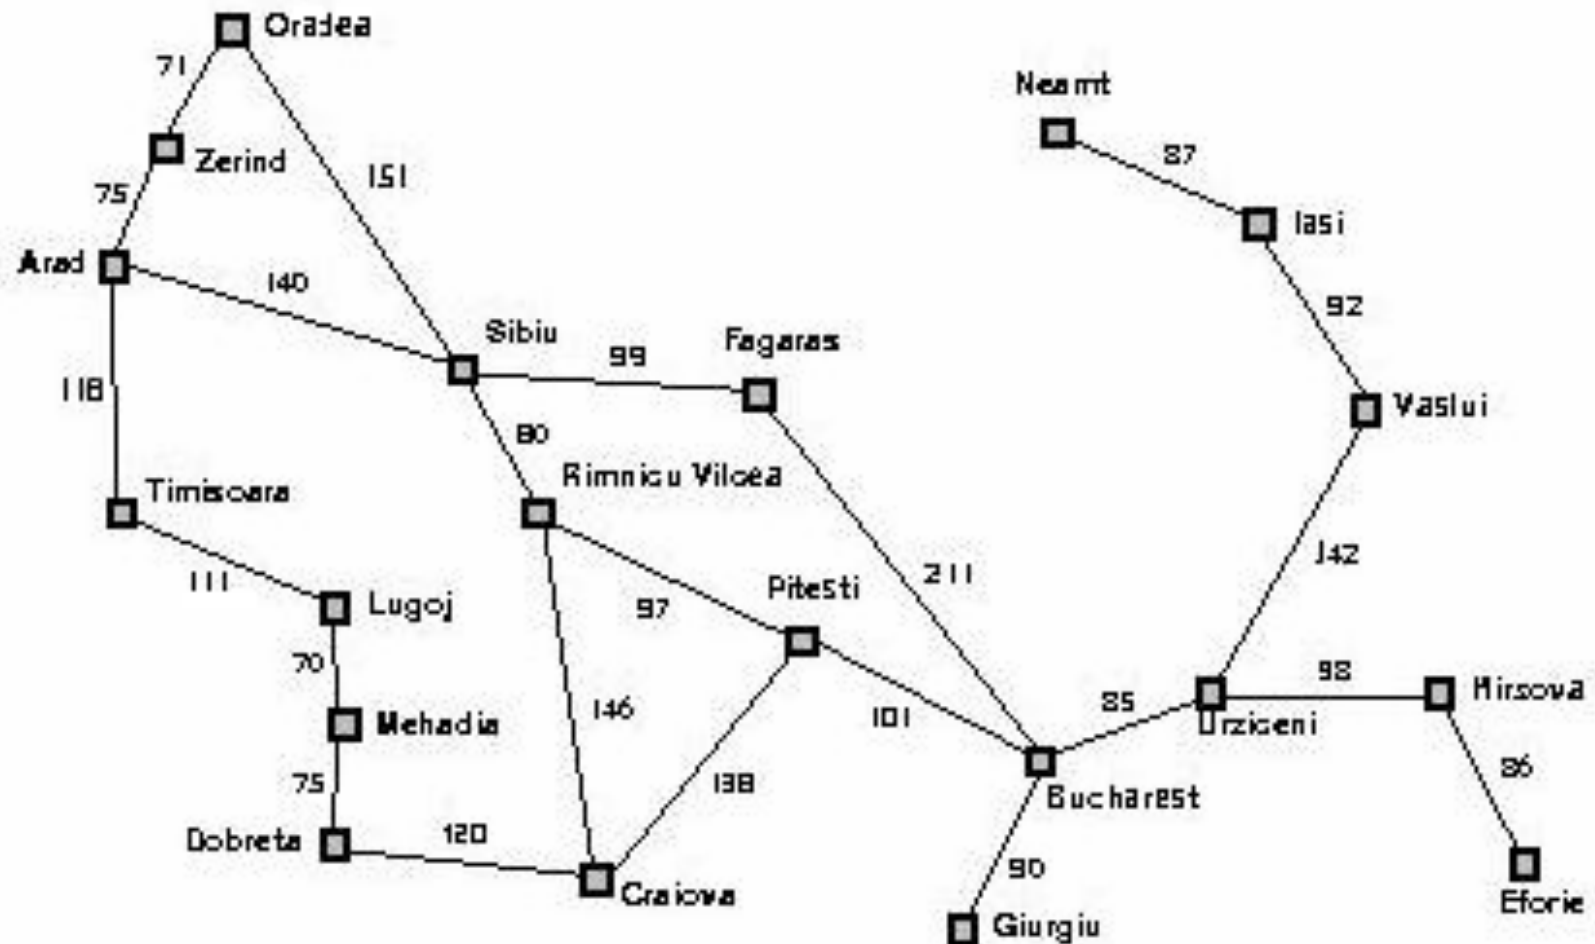 Oradea
71
Neamt
87
Zerind
151
75
Iasi
Arad
140
92
Sibiu
Fagaras
99
118
Vaslui
80
Rimnicu Vilcea
Timisoara
142
211
111
Pitesti
Lugoj
97
70
98
Hirsova
85
146
101
Mehadia
Urziceni
86
75
138
Bucharest
Dobreta
120
90
Craiova
Eforie
Giurgiu